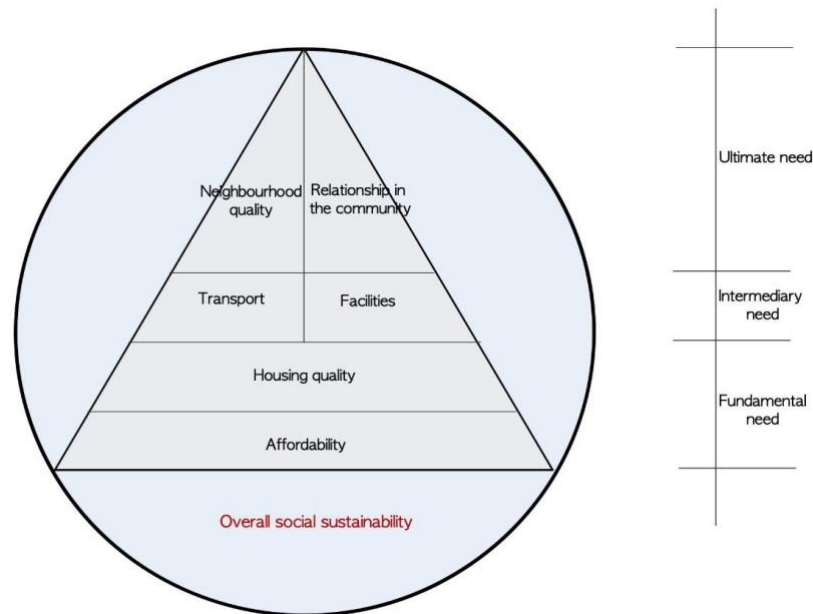 Neighbourhood
quality
Relationship in
the community
Transport
Facilities
Housing quality
Affordability
Overall social sustainability
Ultimate need
Intermediary
need
Fundamental
need